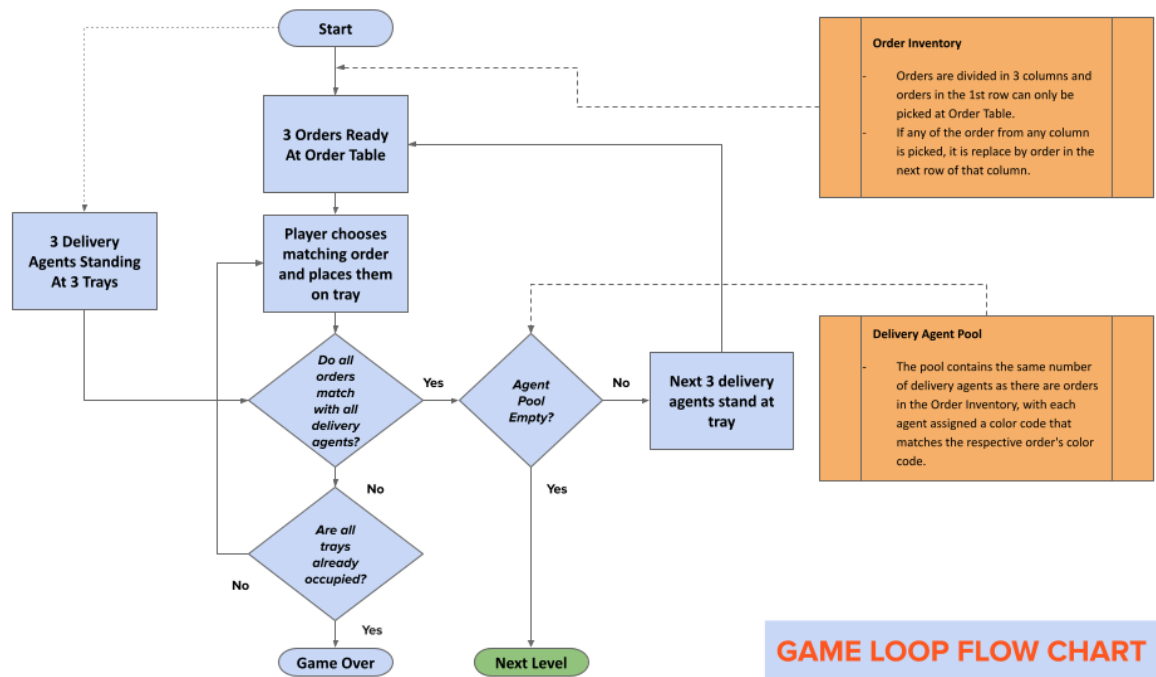 Start
3 Orders Ready
At Order Table
3 Delivery
Agents Standing
At 3 Trays
Player chooses
matching order
and places them
on tray
Do all
orders
match
with all
delivery
agents?
Yes
Agent
Pool
Empty?
No
Next 3 delivery
agents stand at
tray
No
Yes
Are all
trays
already
occupied?
No
Yes
Game Over
Next Level
Order Inventory
- Orders are divided in 3 columns and
orders in the 1st row can only be
picked at Order Table.
- If any of the order from any column
is picked, it is replace by order in the
next row of that column.
Delivery Agent Pool
- The pool contains the same number
of delivery agents as there are orders
in the Order Inventory, with each
agent assigned a color code that
matches the respective order's color
code.
GAME LOOP FLOW CHART